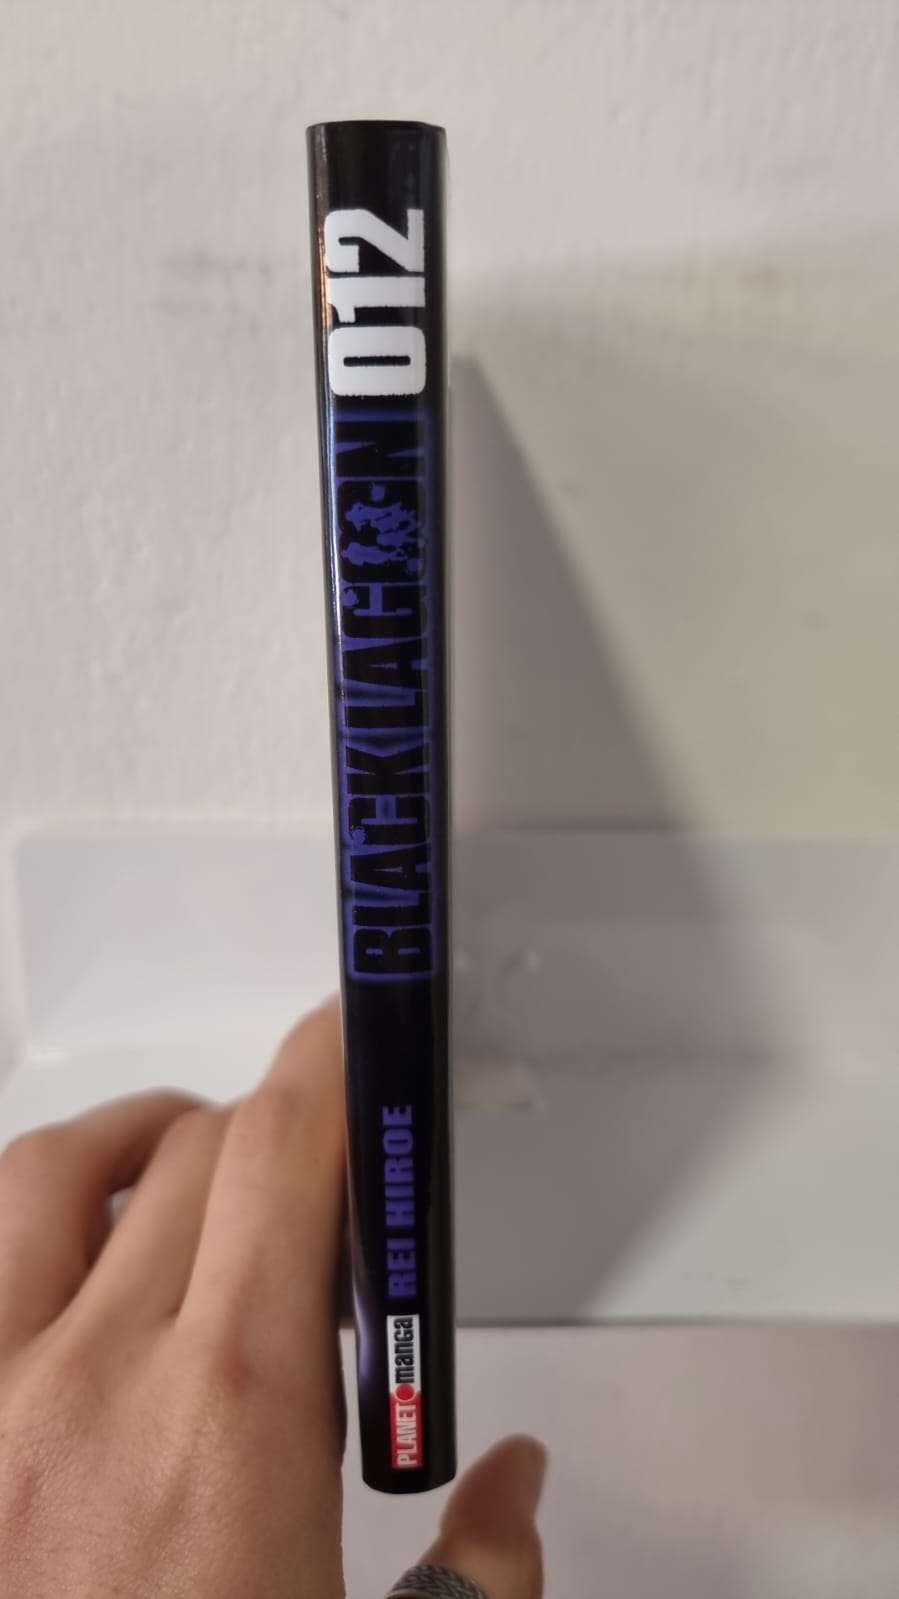 REI HIROE
BLACK LAGOON 012
PLANET manga